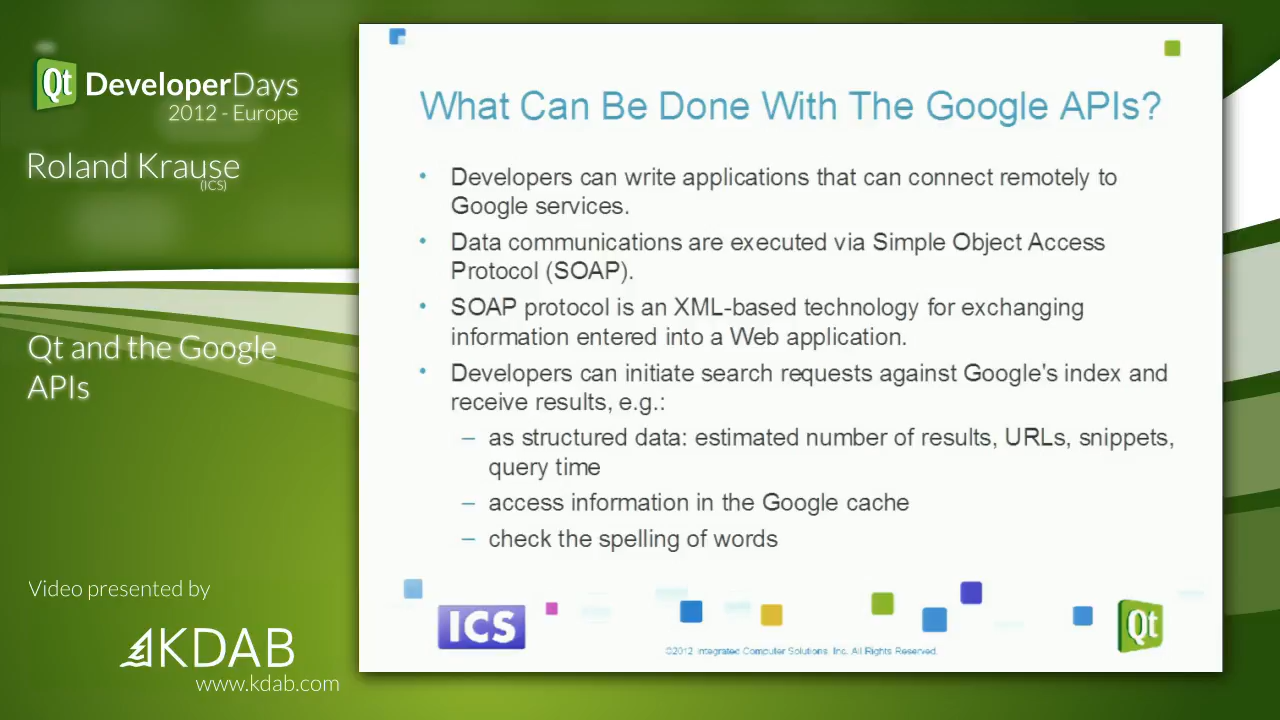 Qt DeveloperDays
2012 - Europe
Roland Krause
(ICS)
Qt and the Google
APIs
Video presented by
KDAB
www.kdab.com
What Can Be Done With The Google APIs?
• Developers can write applications that can connect remotely to
Google services.
• Data communications are executed via Simple Object Access
Protocol (SOAP).
• SOAP protocol is an XML-based technology for exchanging
information entered into a Web application.
• Developers can initiate search requests against Google's index and
receive results, e.g.:
– as structured data: estimated number of results, URLs, snippets,
query time
– access information in the Google cache
– check the spelling of words
ICS
©2012 Integrated Computer Solutions. Inc. All Rights Reserved.
Qt